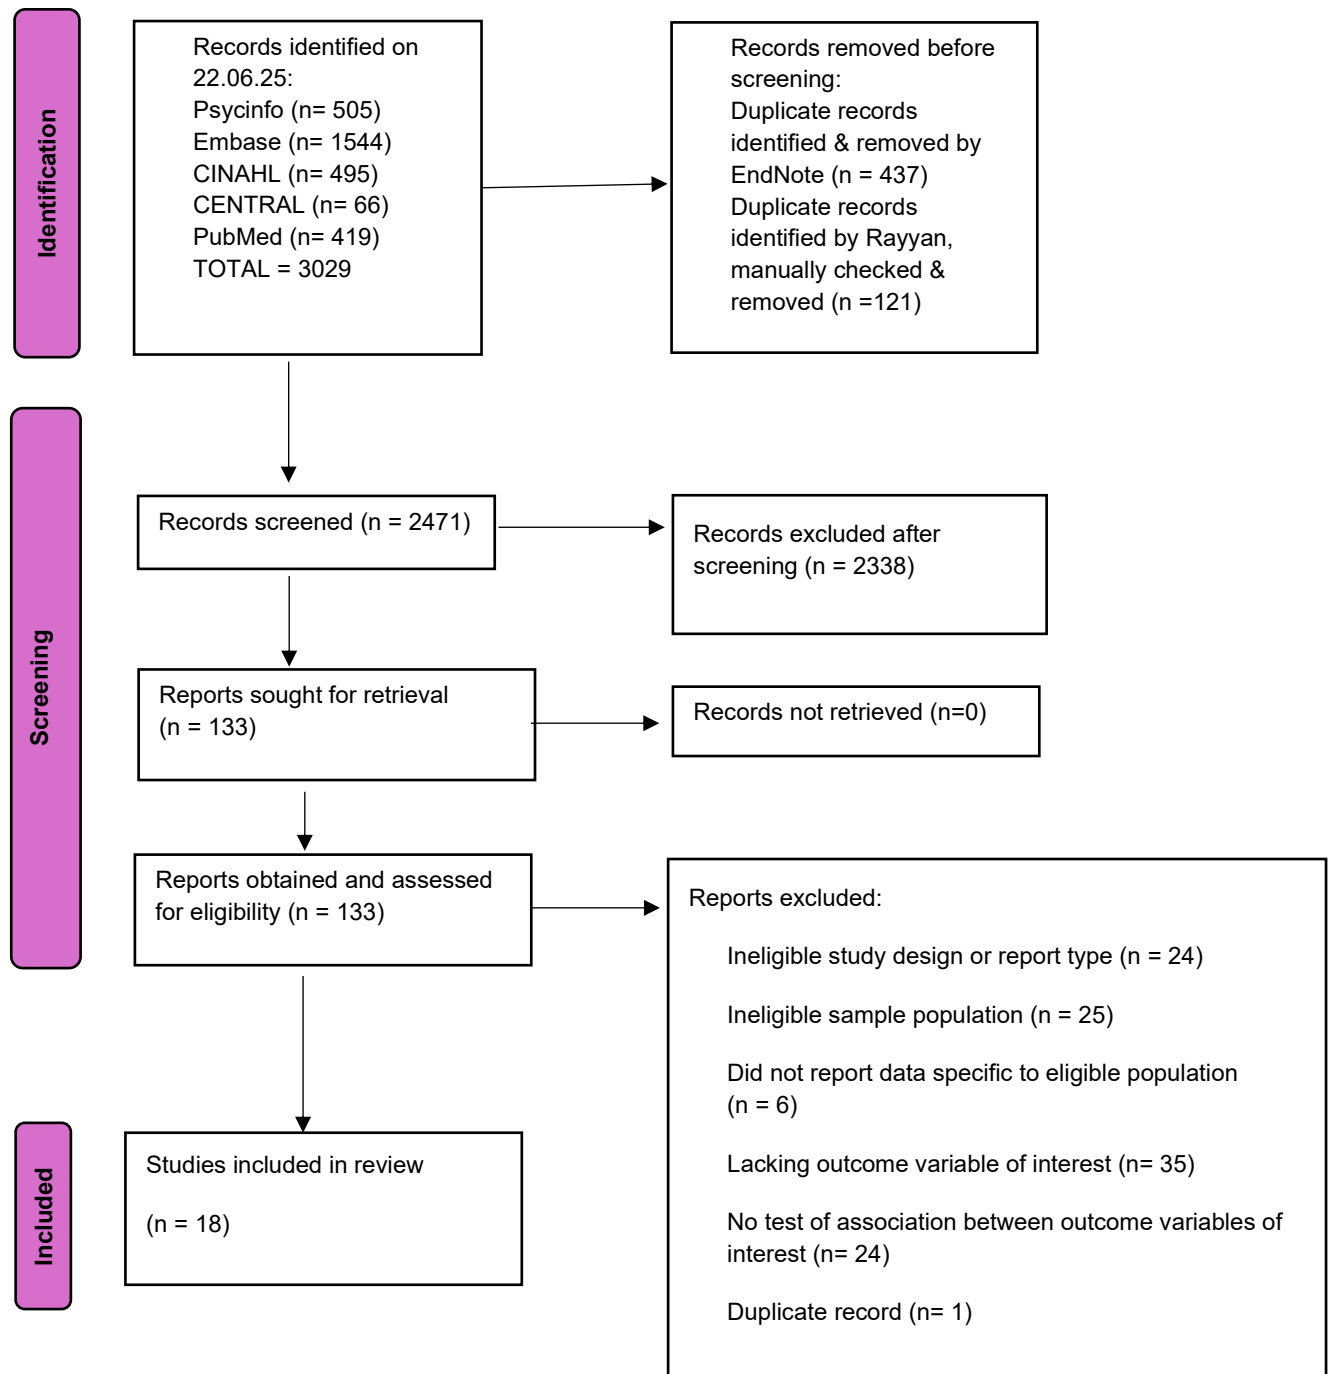 Identification
Records identified on
22.06.25:
Psycinfo (n= 505)
Embase (n= 1544)
CINAHL (n= 495)
CENTRAL (n= 66)
PubMed (n= 419)
TOTAL = 3029
Records removed before
screening:
Duplicate records
identified & removed by
EndNote (n = 437)
Duplicate records
identified by Rayyan,
manually checked &
removed (n =121)
Screening
Records screened (n = 2471)
Records excluded after
screening (n = 2338)
Reports sought for retrieval
(n = 133)
Records not retrieved (n=0)
Reports obtained and assessed
for eligibility (n = 133)
Reports excluded:
Ineligible study design or report type (n = 24)
Ineligible sample population (n = 25)
Did not report data specific to eligible population
(n = 6)
Lacking outcome variable of interest (n= 35)
No test of association between outcome variables of
interest (n= 24)
Duplicate record (n= 1)
Included
Studies included in review
(n = 18)